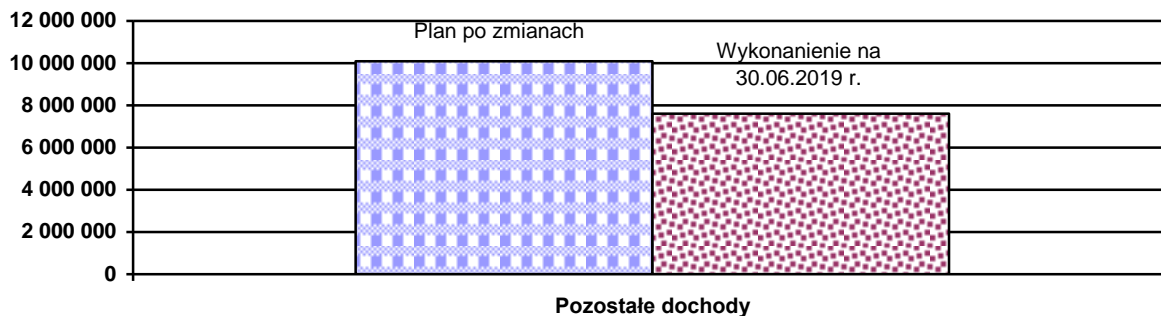 12 000 000
Plan po zmianach
Wykonanienie na
30.06.2019 r.
10 000 000
8 000 000
6 000 000
4 000 000
2 000 000
0
Pozostałe dochody